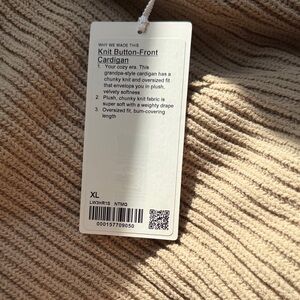 WHY WE MADE THIS
Knit Button-Front
Cardigan
1. Your cozy era: This
grandpa-style cardigan has a
chunky knit and oversized fit
that envelops you in plush,
velvety softness
2. Plush, chunky knit fabric is
super soft with a weighty drape
3. Oversized fit, bum-covering
length
XL
LW3HR1S NTMG
000157709050